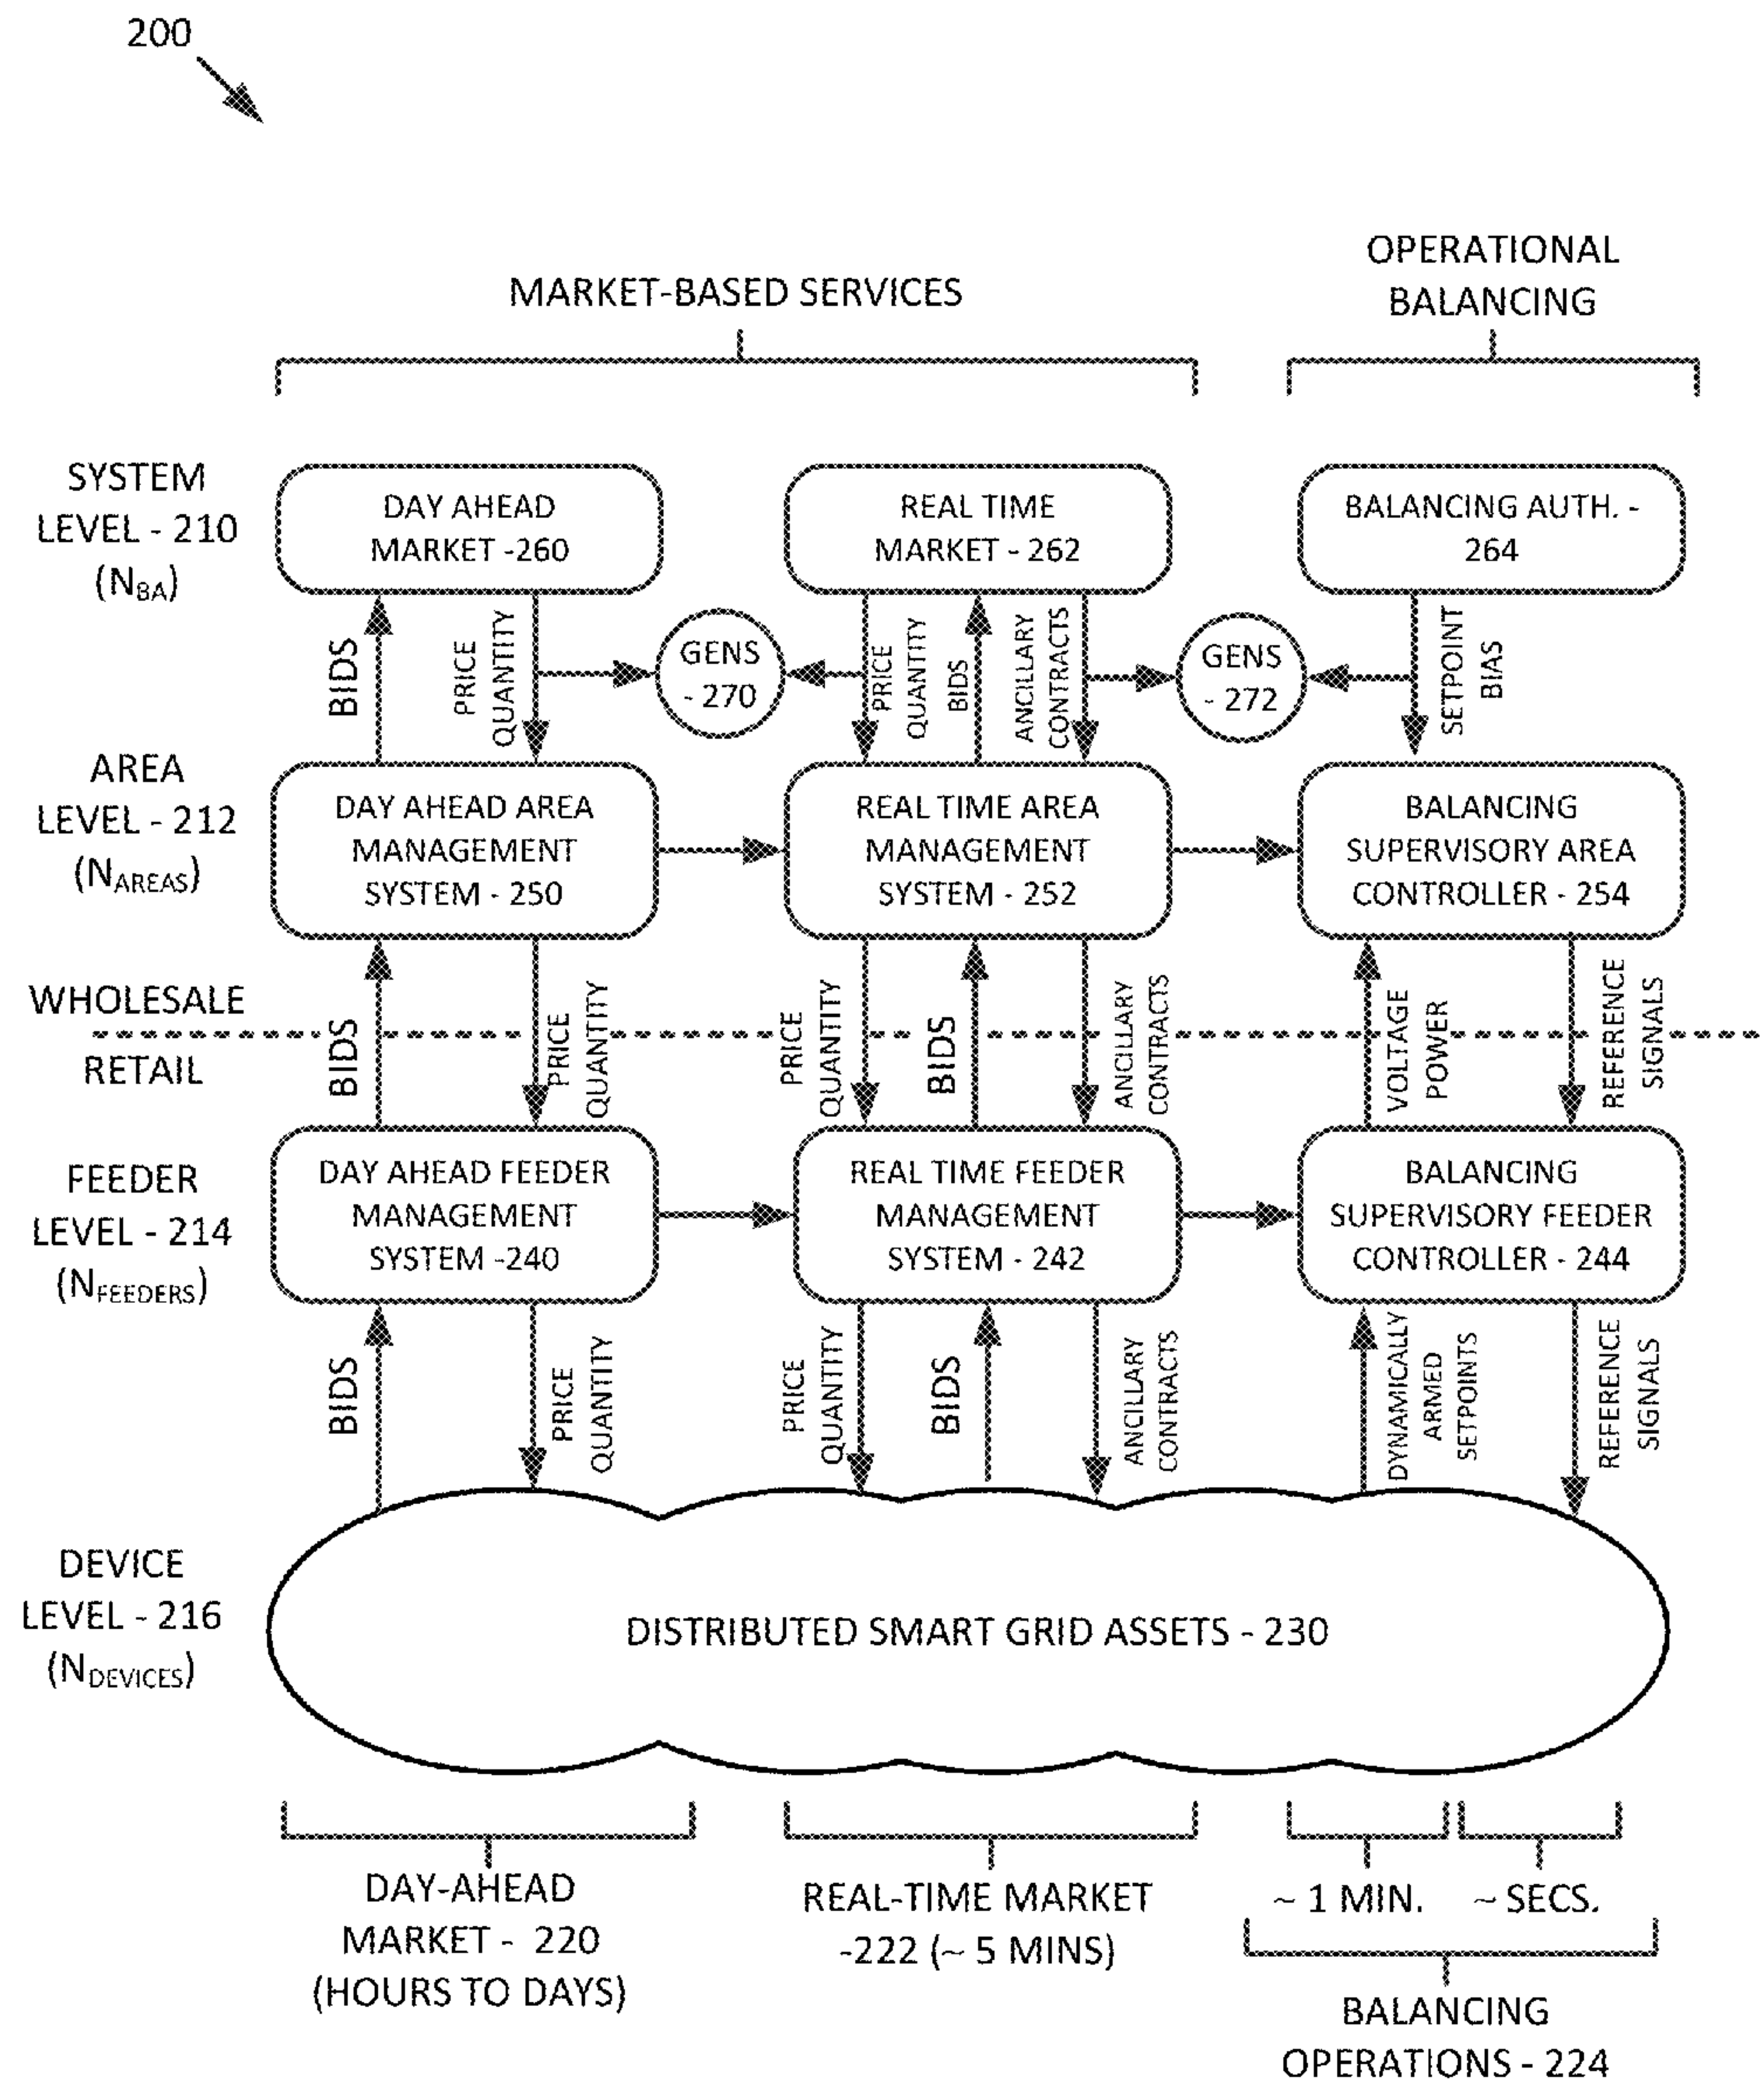 200
MARKET-BASED SERVICES
OPERATIONAL
BALANCING
SYSTEM
LEVEL - 210
(NBA)
DAY AHEAD
MARKET -260
REAL TIME
MARKET - 262
BALANCING AUTH. -
264
BIDS
PRICE
QUANTITY
GENS
- 270
PRICE
QUANTITY
BIDS
ANCILLARY
CONTRACTS
GENS
- 272
SETPOINT
BIAS
AREA
LEVEL - 212
(NAREAS)
DAY AHEAD AREA
MANAGEMENT
SYSTEM - 250
REAL TIME AREA
MANAGEMENT
SYSTEM - 252
BALANCING
SUPERVISORY AREA
CONTROLLER - 254
WHOLESALE
RETAIL
BIDS
PRICE
QUANTITY
PRICE
QUANTITY
BIDS
ANCILLARY
CONTRACTS
VOLTAGE
POWER
REFERENCE
SIGNALS
FEEDER
LEVEL - 214
(NFEEDERS)
DAY AHEAD FEEDER
MANAGEMENT
SYSTEM -240
REAL TIME FEEDER
MANAGEMENT
SYSTEM - 242
BALANCING
SUPERVISORY FEEDER
CONTROLLER - 244
BIDS
PRICE
QUANTITY
PRICE
QUANTITY
BIDS
ANCILLARY
CONTRACTS
DYNAMICALLY
ARMED
SETPOINTS
REFERENCE
SIGNALS
DEVICE
LEVEL - 216
(NDEVICES)
DISTRIBUTED SMART GRID ASSETS - 230
DAY-AHEAD
MARKET - 220
(HOURS TO DAYS)
REAL-TIME MARKET
-222 (~ 5 MINS)
~ 1 MIN.
~ SECS.
BALANCING
OPERATIONS - 224